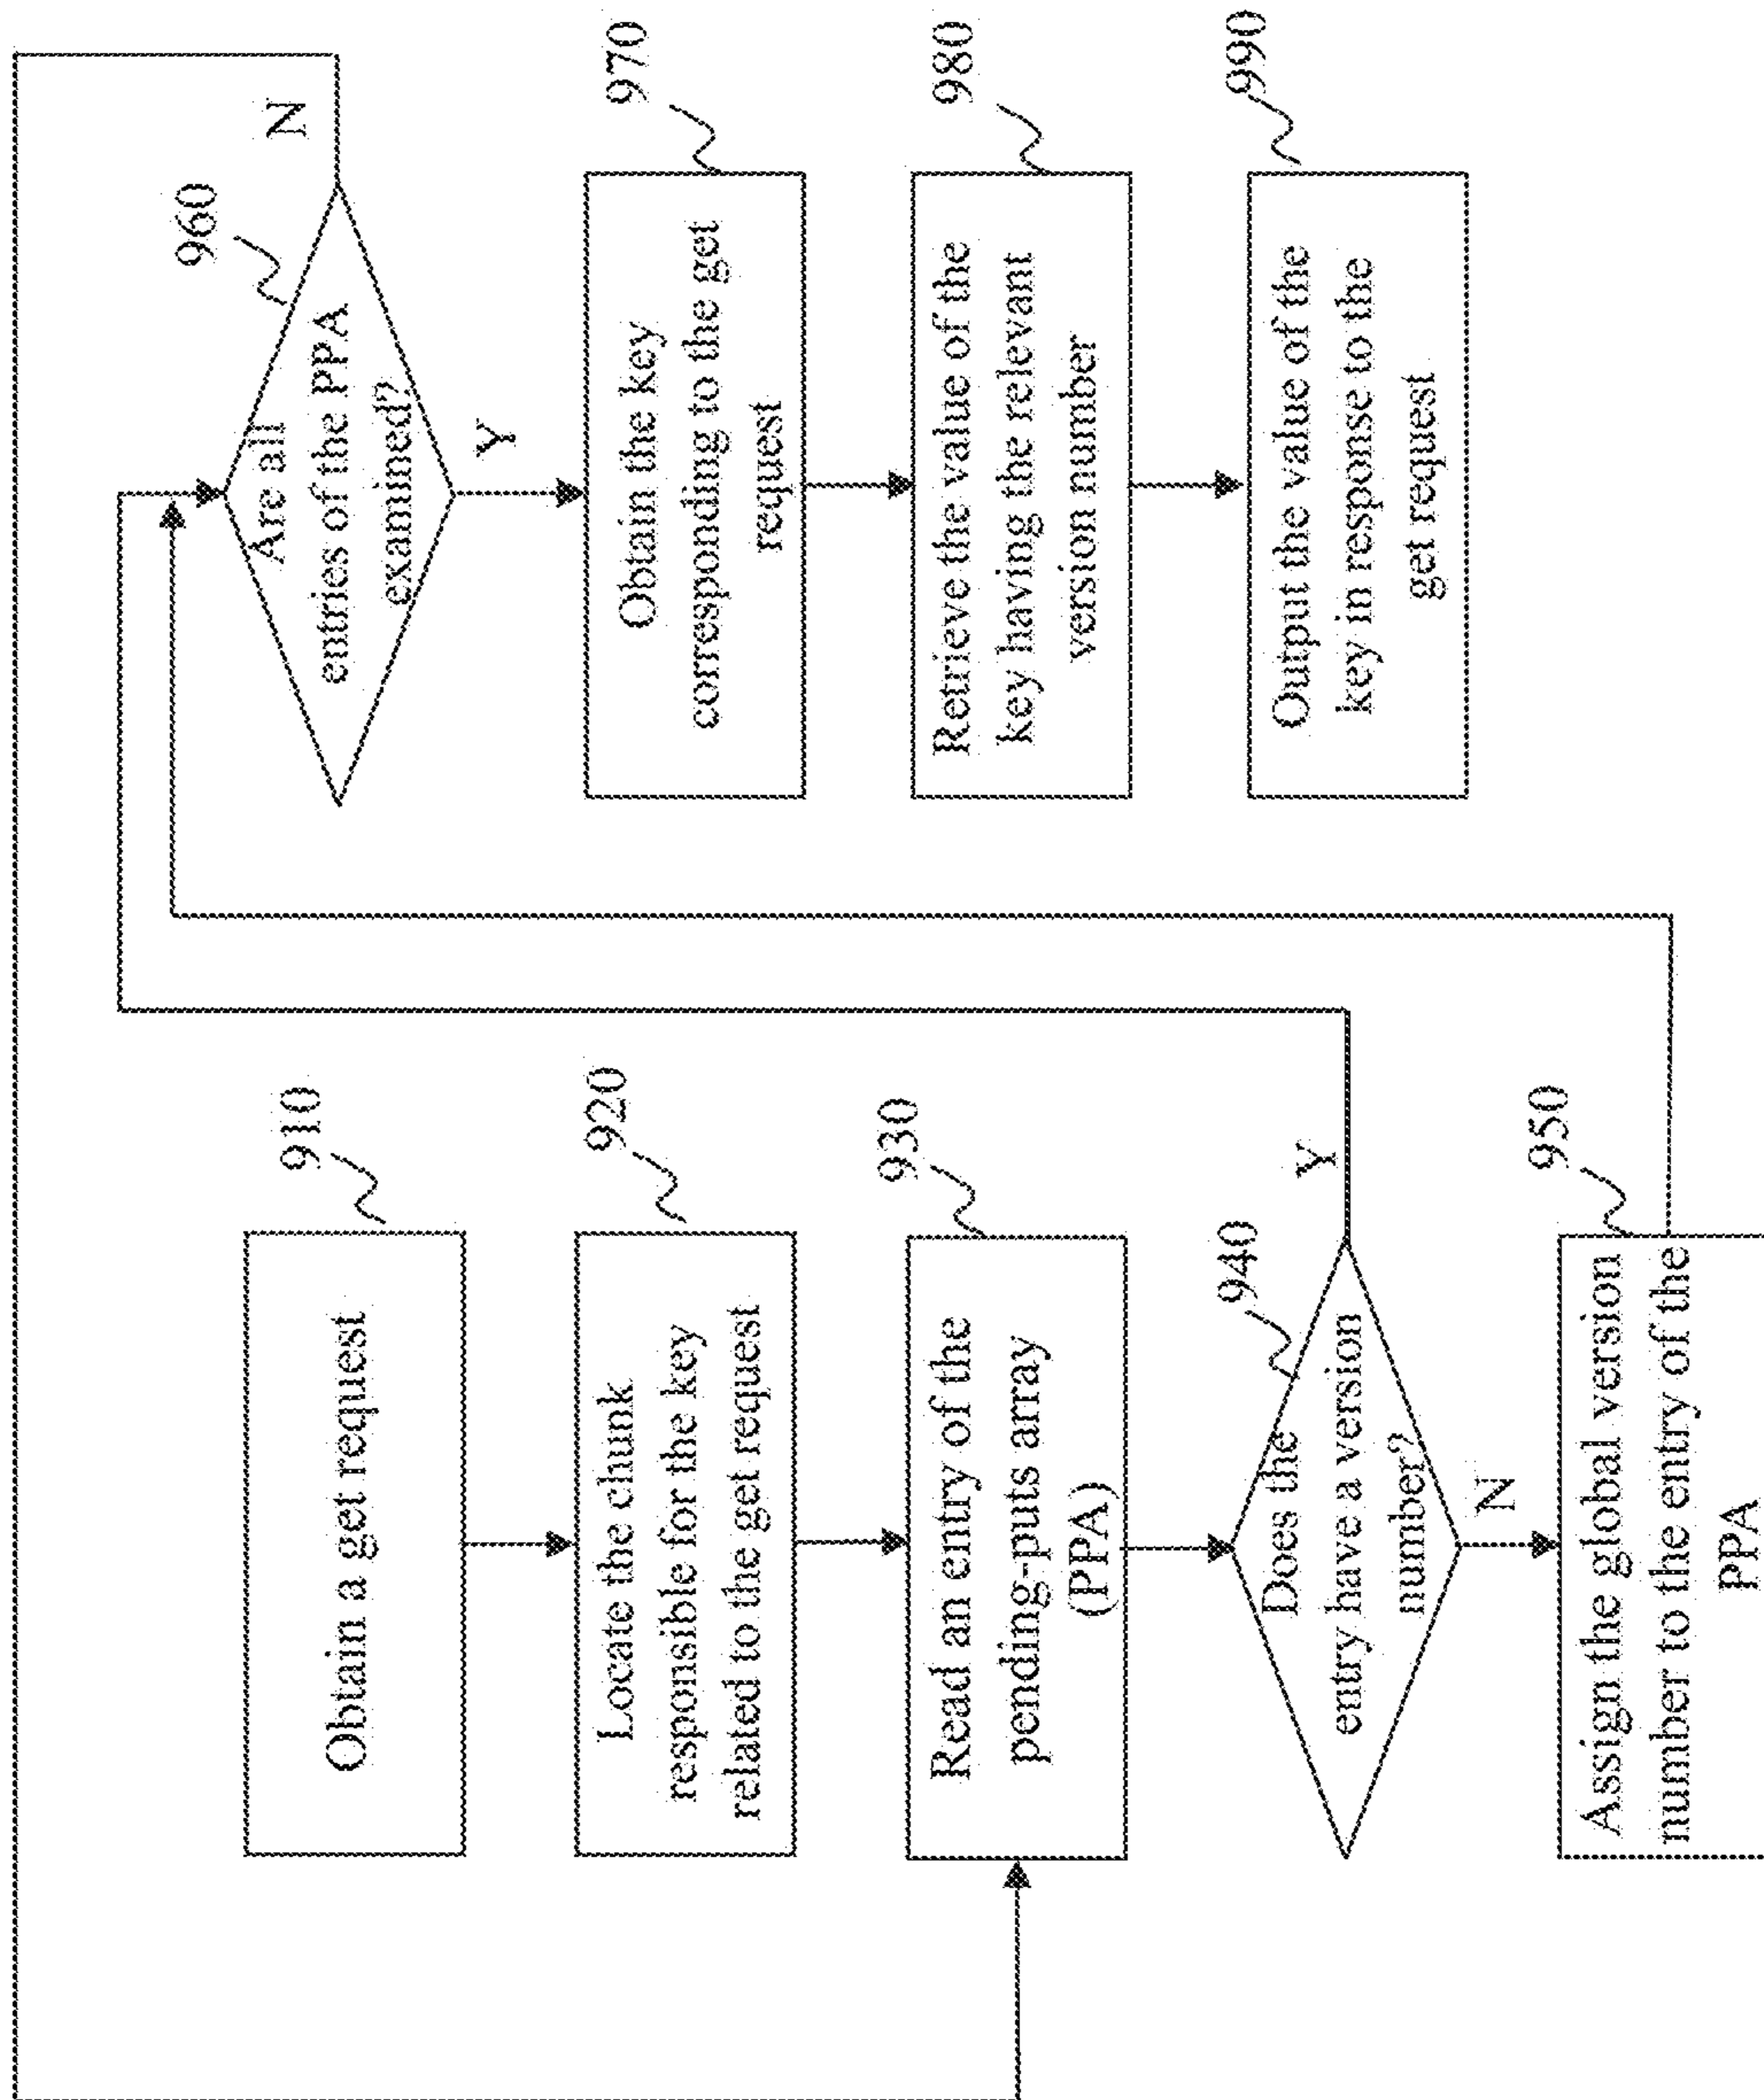 910
Obtain a get request
920
Locate the chunk
responsible for the key
related to the get request
930
Read an entry of the
pending-puts array
(PPA)
940
Does the
entry have a version
number?
Y
N
950
Assign the global version
number to the entry of the
PPA
960
Are all
entries of the PPA
examined?
N
Y
970
Obtain the key
corresponding to the get
request
980
Retrieve the value of the
key having the relevant
version number
990
Output the value of the
key in response to the
get request